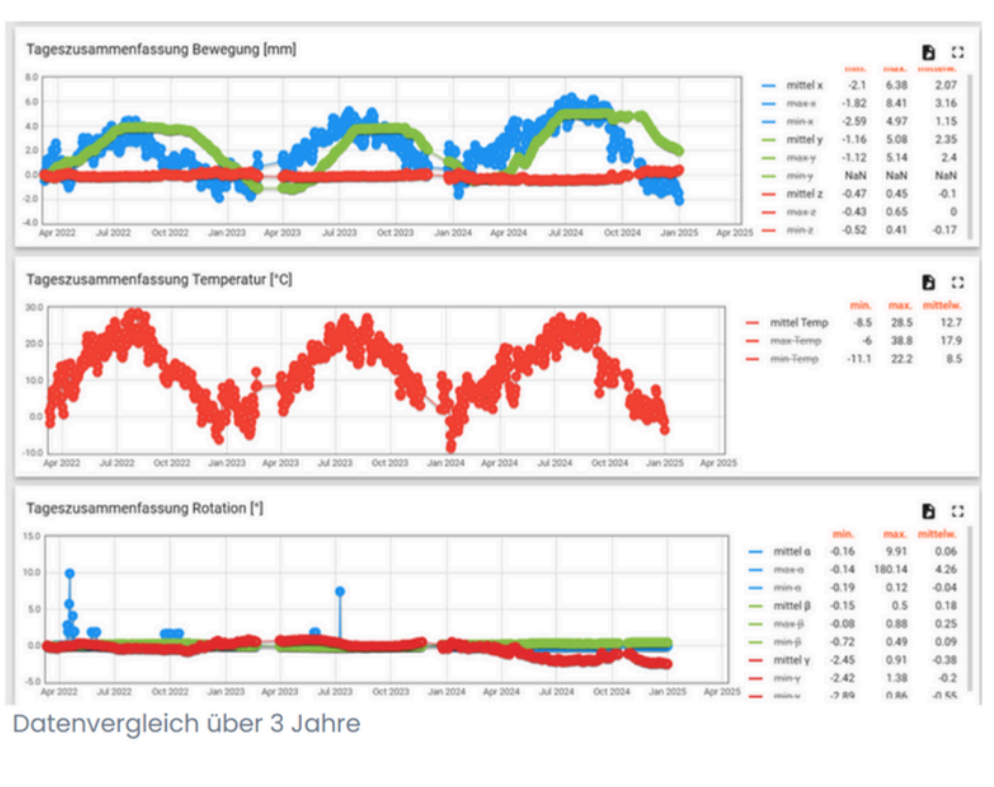 Tageszusammenfassung Bewegung [mm]
8.0
6.0
4.0
2.0
0.0
-2.0
-4.0
Apr 2022 Jul 2022 Oct 2022 Jan 2023 Apr 2023 Jul 2023 Oct 2023 Jan 2024 Apr 2024 Jul 2024 Oct 2024 Jan 2025 Apr 2025
min. max. mittelw.
mittel x -2.1 6.38 2.07
max x -1.82 8.41 3.16
min x -2.59 4.97 1.15
mittel y -1.16 5.08 2.35
max y -1.12 5.14 2.4
min y NaN NaN NaN
mittel z -0.47 0.45 -0.1
max z -0.43 0.65 0
min z -0.52 0.41 -0.17
Tageszusammenfassung Temperatur [°C]
30.0
20.0
10.0
0.0
-10.0
Apr 2022 Jul 2022 Oct 2022 Jan 2023 Apr 2023 Jul 2023 Oct 2023 Jan 2024 Apr 2024 Jul 2024 Oct 2024 Jan 2025 Apr 2025
min. max. mittelw.
mittel Temp -8.5 28.5 12.7
max Temp -6 38.8 17.9
min Temp -11.1 22.2 8.5
Tageszusammenfassung Rotation [°]
15.0
10.0
5.0
0.0
-5.0
Apr 2022 Jul 2022 Oct 2022 Jan 2023 Apr 2023 Jul 2023 Oct 2023 Jan 2024 Apr 2024 Jul 2024 Oct 2024 Jan 2025 Apr 2025
min. max. mittelw.
mittel α -0.16 9.91 0.06
max α -0.14 180.14 4.26
min α -0.19 0.12 -0.04
mittel β -0.15 0.5 0.18
max β -0.08 0.88 0.25
min β -0.72 0.49 0.09
mittel γ -2.45 0.91 -0.38
min γ -2.42 1.38 -0.2
min γ -2.89 0.86 -0.55
Datenvergleich über 3 Jahre